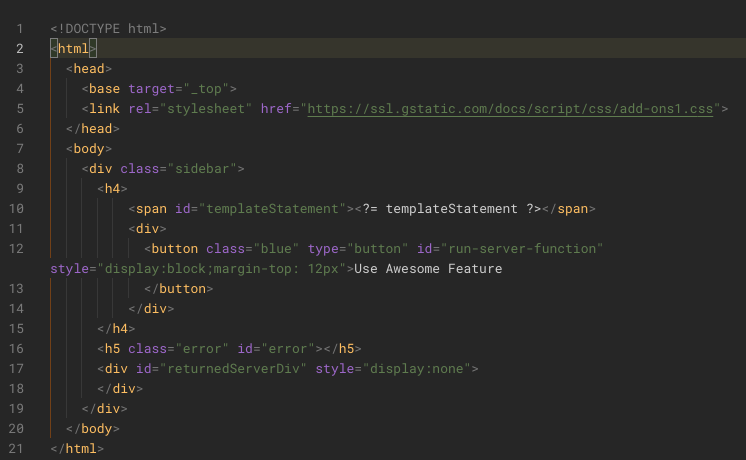 1 <!DOCTYPE html>
2 <html>
3 <head>
4 <base target="_top">
5 <link rel="stylesheet" href="https://ssl.gstatic.com/docs/script/css/add-ons1.css">
6 </head>
7 <body>
8 <div class="sidebar">
9 <h4>
10 <span id="templateStatement"><?= templateStatement ?></span>
11 <div>
12 <button class="blue" type="button" id="run-server-function"
style="display:block;margin-top: 12px">Use Awesome Feature
13 </button>
14 </div>
15 </h4>
16 <h5 class="error" id="error"></h5>
17 <div id="returnedServerDiv" style="display:none">
18 </div>
19 </div>
20 </body>
21 </html>